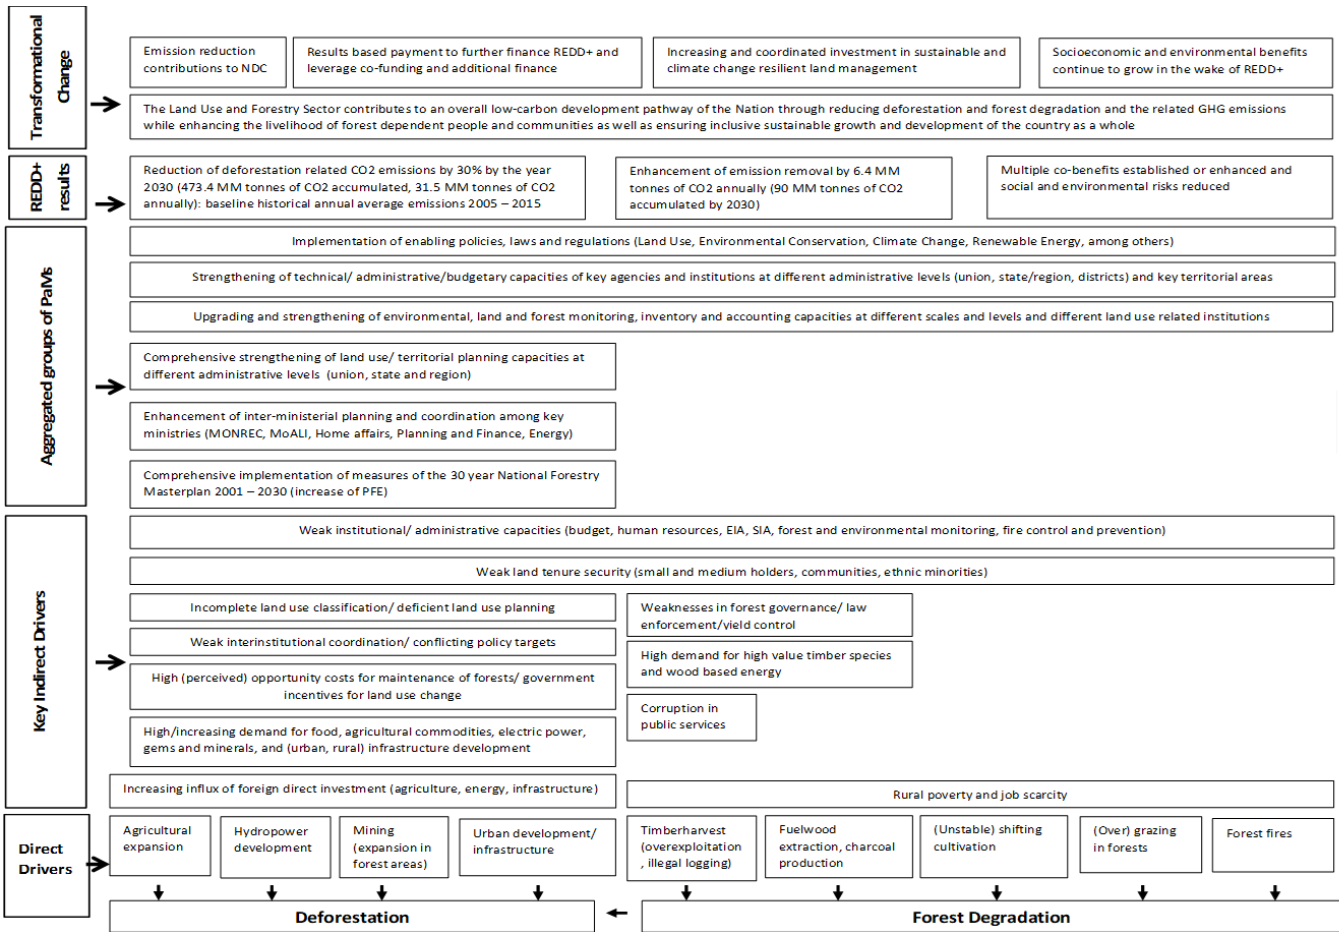 Transformational
Change
Emission reduction
contributions to NDC
Results based payment to further finance REDD+ and
leverage co-funding and additional finance
Increasing and coordinated investment in sustainable and
climate change resilient land management
Socioeconomic and environmental benefits
continue to grow in the wake of REDD+
The Land Use and Forestry Sector contributes to an overall low-carbon development pathway of the Nation through reducing deforestation and forest degradation and the related GHG emissions
while enhancing the livelihood of forest dependent people and communities as well as ensuring inclusive sustainable growth and development of the country as a whole
REDD+
results
Reduction of deforestation related CO2 emissions by 30% by the year
2030 (473.4 MM tonnes of CO2 accumulated, 31.5 MM tonnes of CO2
annually): baseline historical annual average emissions 2005 – 2015
Enhancement of emission removal by 6.4 MM
tonnes of CO2 annually (90 MM tonnes of CO2
accumulated by 2030)
Multiple co-benefits established or enhanced and
social and environmental risks reduced
Aggregated groups of PaMs
Implementation of enabling policies, laws and regulations (Land Use, Environmental Conservation, Climate Change, Renewable Energy, among others)
Strengthening of technical/ administrative/budgetary capacities of key agencies and institutions at different administrative levels (union, state/region, districts) and key territorial areas
Upgrading and strengthening of environmental, land and forest monitoring, inventory and accounting capacities at different scales and levels and different land use related institutions
Comprehensive strengthening of land use/ territorial planning capacities at
different administrative levels (union, state and region)
Enhancement of inter-ministerial planning and coordination among key
ministries (MONREC, MoALI, Home affairs, Planning and Finance, Energy)
Comprehensive implementation of measures of the 30 year National Forestry
Masterplan 2001 – 2030 (increase of PFE)
Key Indirect Drivers
Weak institutional/ administrative capacities (budget, human resources, EIA, SIA, forest and environmental monitoring, fire control and prevention)
Weak land tenure security (small and medium holders, communities, ethnic minorities)
Incomplete land use classification/ deficient land use planning
Weak interinstitutional coordination/ conflicting policy targets
High (perceived) opportunity costs for maintenance of forests/ government
incentives for land use change
High/increasing demand for food, agricultural commodities, electric power,
gems and minerals, and (urban, rural) infrastructure development
Increasing influx of foreign direct investment (agriculture, energy, infrastructure)
Weaknesses in forest governance/ law
enforcement/yield control
High demand for high value timber species
and wood based energy
Corruption in
public services
Rural poverty and job scarcity
Direct
Drivers
Agricultural
expansion
Hydropower
development
Mining
(expansion in
forest areas)
Urban development/
infrastructure
Timberharvest
(overexploitation
, illegal logging)
Fuelwood
extraction, charcoal
production
(Unstable) shifting
cultivation
(Over) grazing
in forests
Forest fires
Deforestation
Forest Degradation